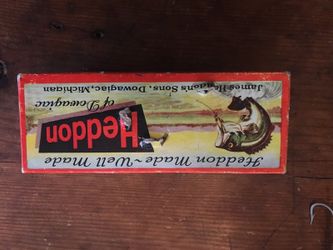 Heddon Made ~ Well Made
Heddon
of Dowagiac
James Heddon's Sons, Dowagiac, Michigan